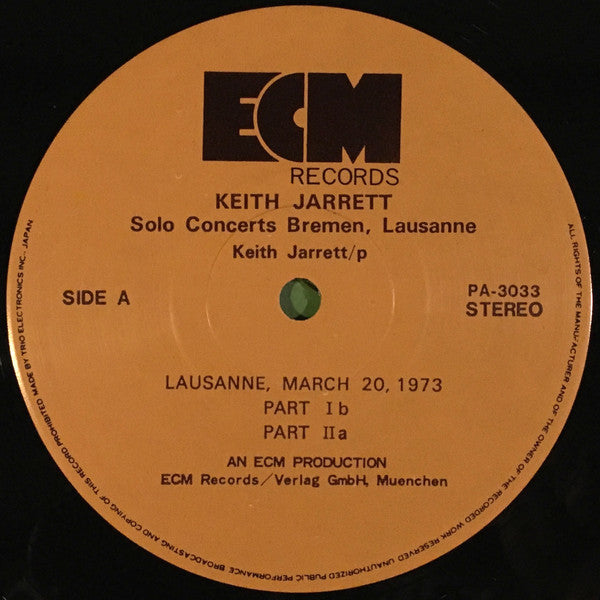 ECM
RECORDS
KEITH JARRETT
Solo Concerts Bremen, Lausanne
Keith Jarrett/p
SIDE A
PA-3033
STEREO
LAUSANNE, MARCH 20, 1973
PART Ib
PART IIa
AN ECM PRODUCTION
ECM Records/Verlag GmbH, Muenchen
ALL RIGHTS OF THE MANUFACTURER AND OF THE OWNER OF THE RECORDED WORK RESERVED UNAUTHORIZED PUBLIC PERFORMANCE BROADCASTING AND COPYING OF THIS RECORD PROHIBITED MADE BY TRIO ELECTRONICS INC., JAPAN